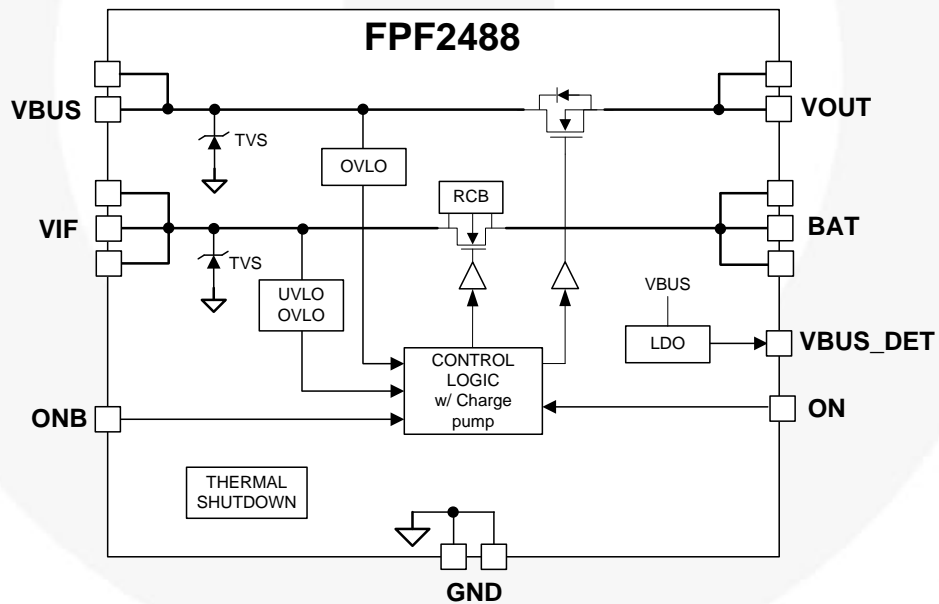 FPF2488
VBUS
VOUT
TVS
OVLO
RCB
VIF
BAT
TVS
UVLO
OVLO
VBUS
LDO
VBUS_DET
CONTROL
LOGIC
w/ Charge
pump
ONB
ON
THERMAL
SHUTDOWN
GND